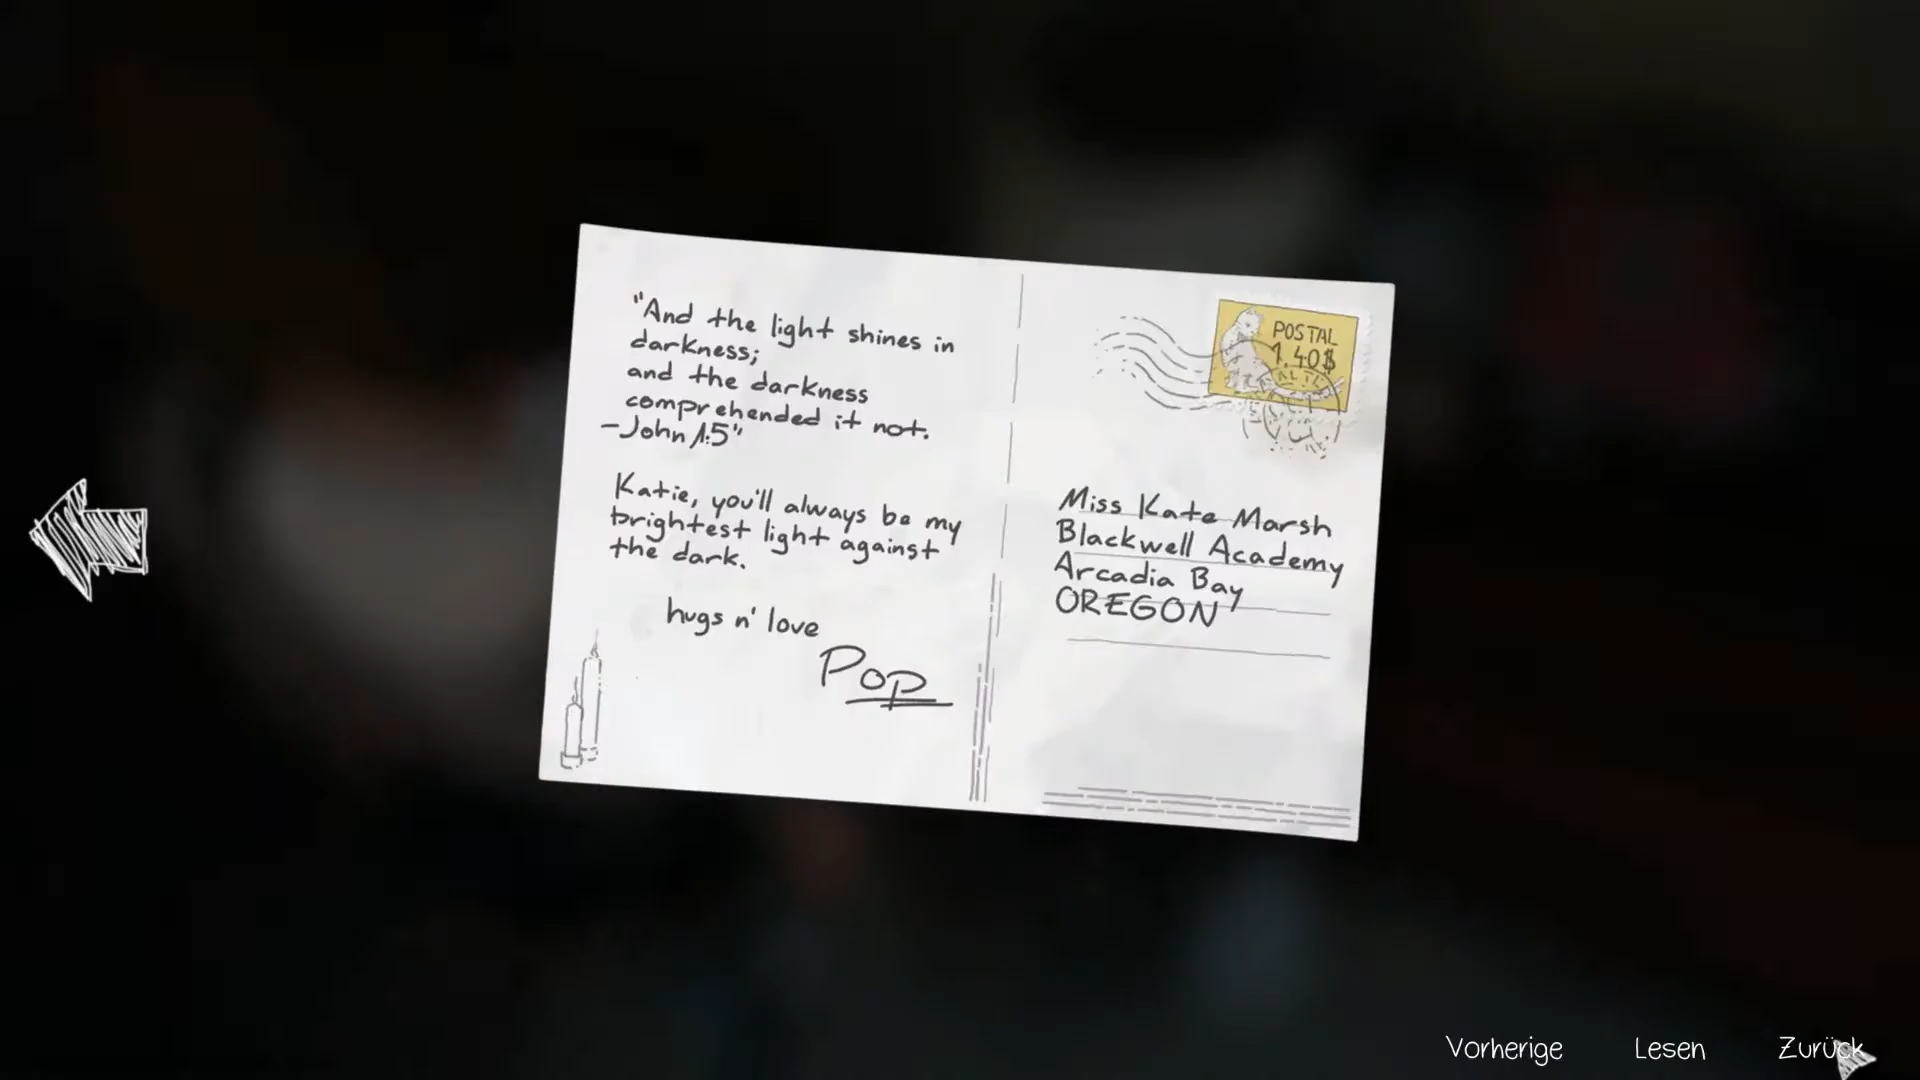 "And the light shines in
darkness;
and the darkness
comprehended it not.
-John 1:5"
Katie, you'll always be my
brightest light against
the dark.
hugs n' love
Pop
POSTAL
1.40$
Miss Kate Marsh
Blackwell Academy
Arcadia Bay
OREGON
Vorherige
Lesen
Zurück